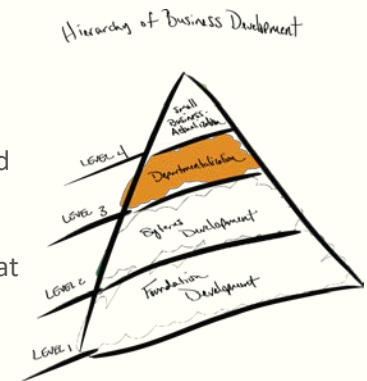 Hierarchy of Business Development
Small
Business-
Actualization
LEVEL 4
d
Departmentalization
LEVEL 3
Systems Development
at
LEVEL 2
Foundation
Development
LEVEL 1